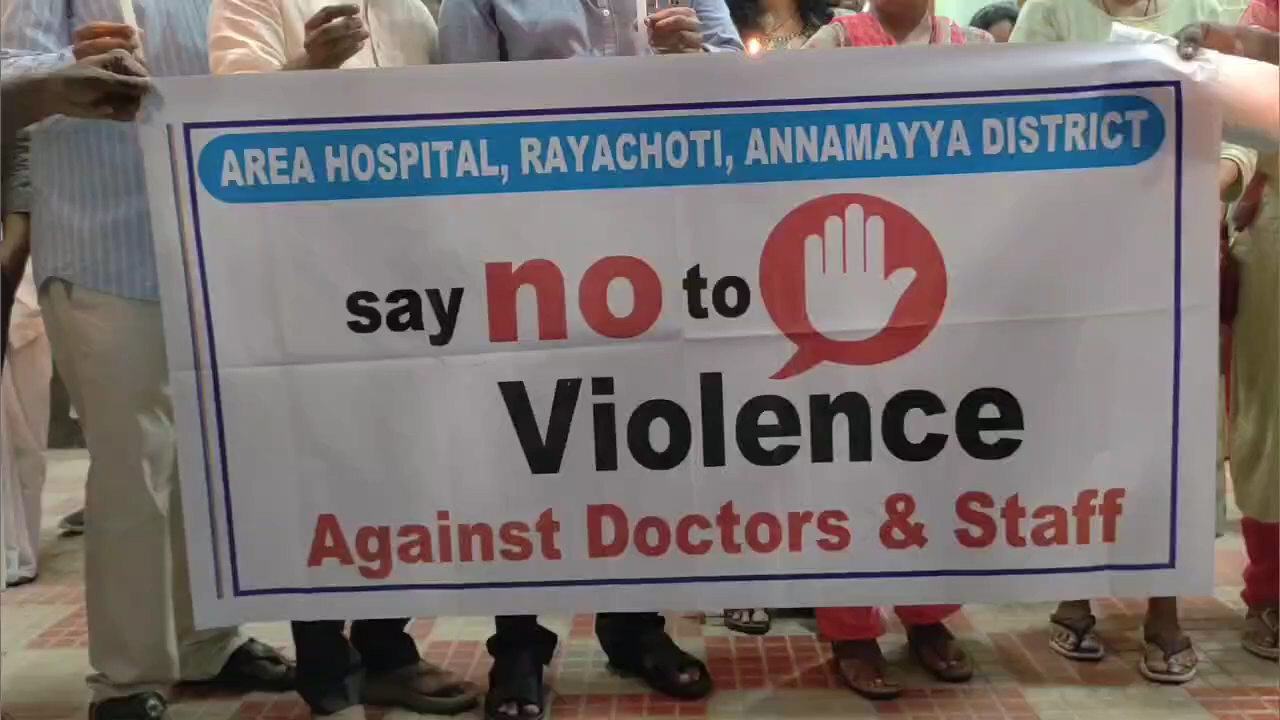 AREA HOSPITAL, RAYACHOTI, ANNAMAYYA DISTRICT
say no to
Violence
Against Doctors & Staff